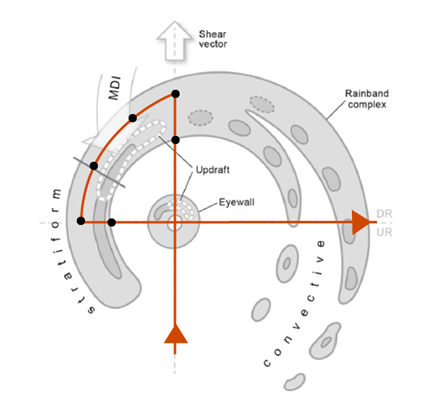 Shear
vector
MDI
Rainband
complex
Updraft
Eyewall
DR
UR
stratiform
convective